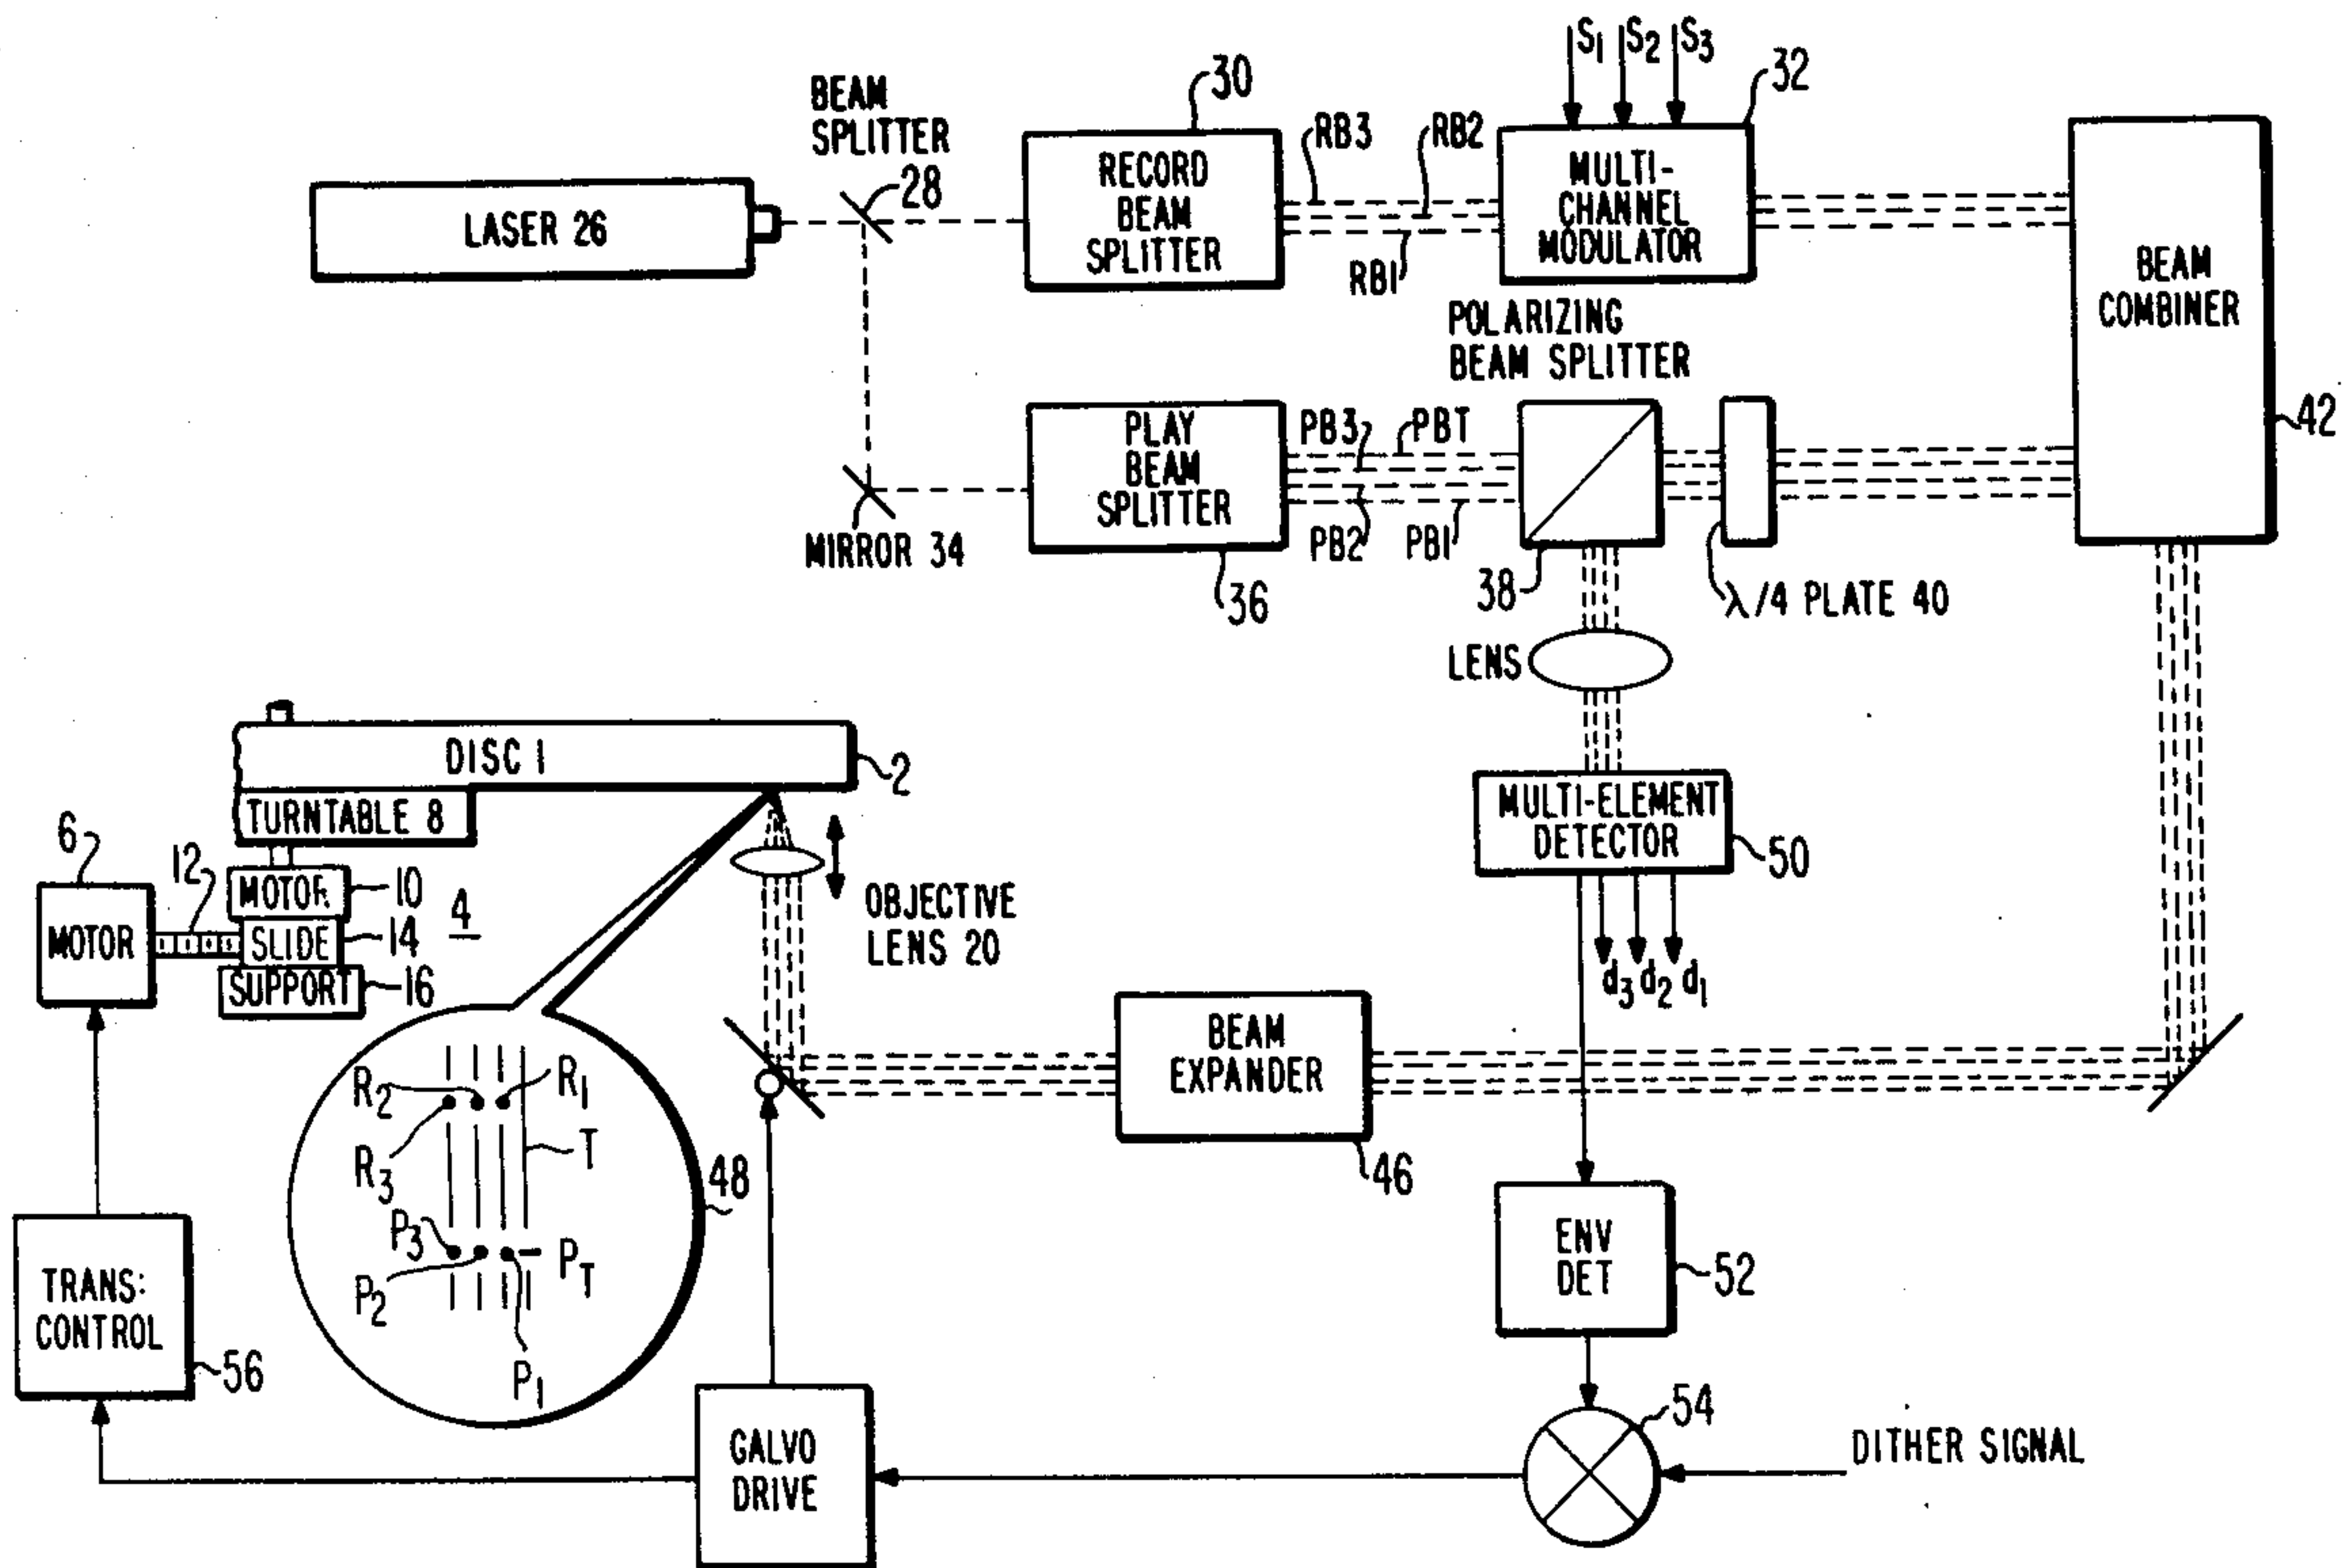 S1 S2 S3
30
32
BEAM
SPLITTER
28
RB3
RB2
RECORD
BEAM
SPLITTER
MULTI-
CHANNEL
MODULATOR
LASER 26
RB1
BEAM
COMBINER
POLARIZING
BEAM SPLITTER
42
PLAY
BEAM
SPLITTER
PB3
PBT
PB2
PB1
MIRROR 34
36
38
λ/4 PLATE 40
LENS
DISC 1
2
TURNTABLE 8
MULTI-ELEMENT
DETECTOR
50
6
12
MOTOR
10
4
MOTOR
SLIDE
14
SUPPORT
16
OBJECTIVE
LENS 20
d3 d2 d1
BEAM
EXPANDER
46
R2
R1
R3
T
48
P3
PT
P2
P1
ENV
DET
52
TRANS:
CONTROL
56
54
GALVO
DRIVE
DITHER SIGNAL